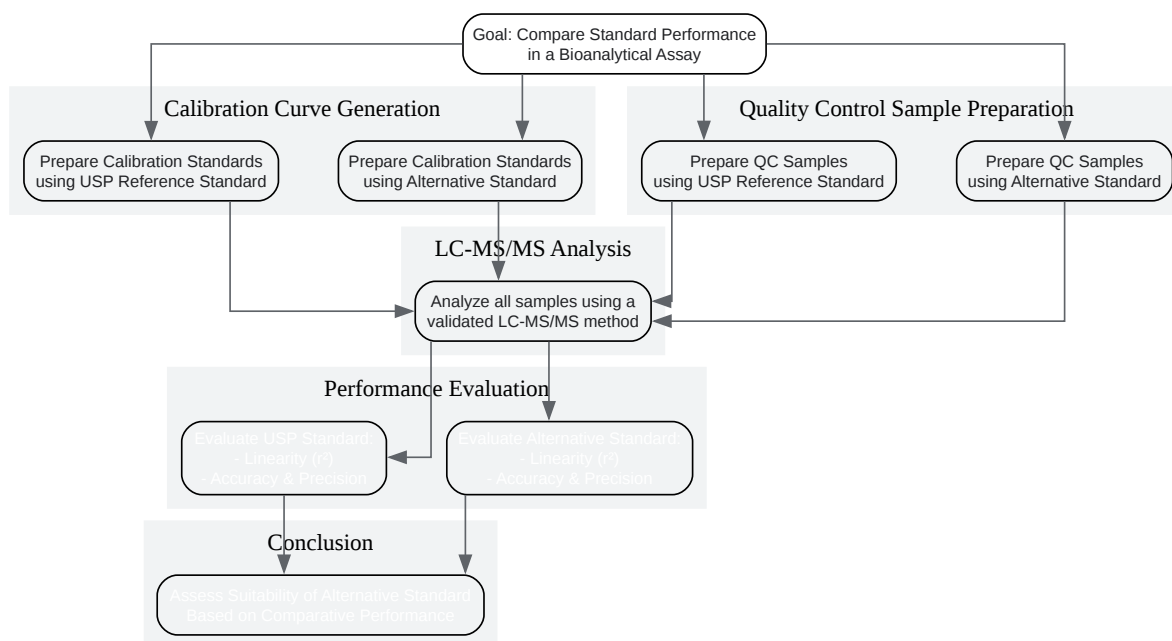 Goal: Compare Standard Performance
in a Bioanalytical Assay
Calibration Curve Generation
Quality Control Sample Preparation
Prepare Calibration Standards
using USP Reference Standard
Prepare Calibration Standards
using Alternative Standard
Prepare QC Samples
using USP Reference Standard
Prepare QC Samples
using Alternative Standard
LC-MS/MS Analysis
Analyze all samples using a
validated LC-MS/MS method
Performance Evaluation
Evaluate USP Standard:
- Linearity (r²)
- Accuracy & Precision
Evaluate Alternative Standard:
- Linearity (r²)
- Accuracy & Precision
Conclusion
Assess Suitability of Alternative Standard
Based on Comparative Performance